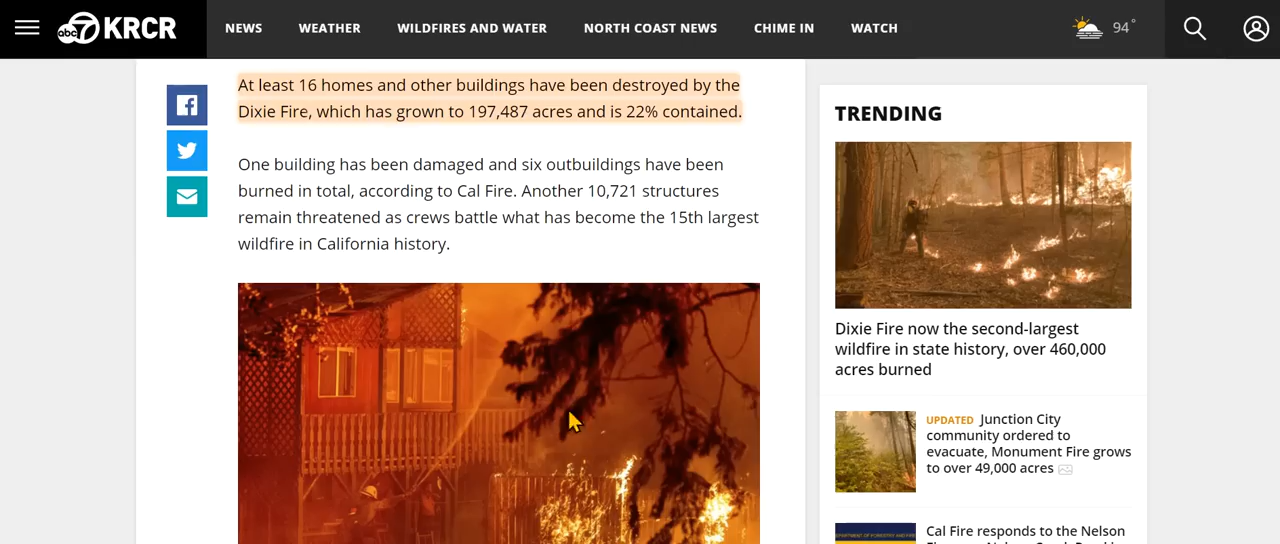 abc 7 KRCR
NEWS
WEATHER
WILDFIRES AND WATER
NORTH COAST NEWS
CHIME IN
WATCH
94°
At least 16 homes and other buildings have been destroyed by the
Dixie Fire, which has grown to 197,487 acres and is 22% contained.
One building has been damaged and six outbuildings have been
burned in total, according to Cal Fire. Another 10,721 structures
remain threatened as crews battle what has become the 15th largest
wildfire in California history.
TRENDING
Dixie Fire now the second-largest
wildfire in state history, over 460,000
acres burned
UPDATED Junction City
community ordered to
evacuate, Monument Fire grows
to over 49,000 acres
Cal Fire responds to the Nelson